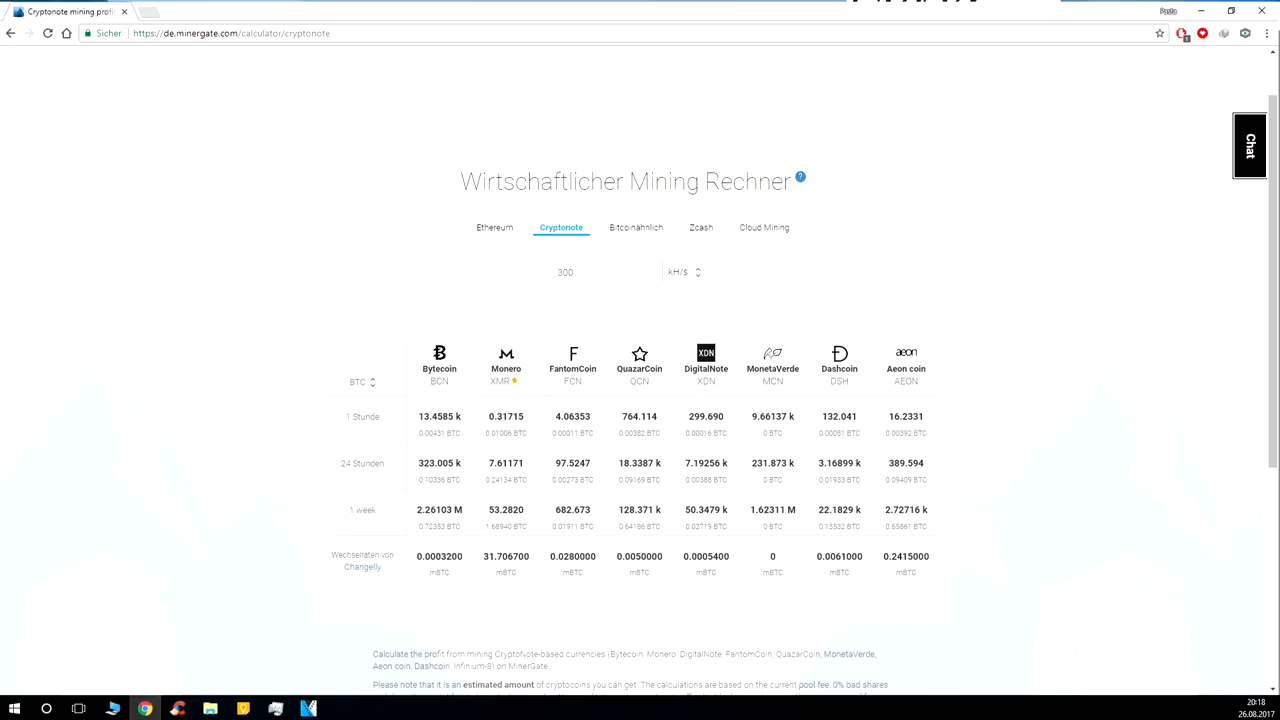 Cryptonote mining profi
Pasta
Sicher
https://de.minergate.com/calculator/cryptonote
Chat
Wirtschaftlicher Mining Rechner ?
Ethereum Cryptonote Bitcoinähnlich Zcash Cloud Mining
300 kH/s
XDN aeon
Bytecoin Monero FantomCoin QuazarCoin DigitalNote MonetaVerde Dashcoin Aeon coin
BTC BCN XMR FCN QCN XDN MCN DSH AEON
1 Stunde 13.4585 k 0.31715 4.06353 764.114 299.690 9.66137 k 132.041 16.2331
0.00431 BTC 0.01006 BTC 0.00011 BTC 0.00382 BTC 0.00016 BTC 0 BTC 0.00081 BTC 0.00392 BTC
24 Stunden 323.005 k 7.61171 97.5247 18.3387 k 7.19256 k 231.873 k 3.16899 k 389.594
0.10336 BTC 0.24134 BTC 0.00273 BTC 0.09169 BTC 0.00388 BTC 0 BTC 0.01933 BTC 0.09409 BTC
1 week 2.26103 M 53.2820 682.673 128.371 k 50.3479 k 1.62311 M 22.1829 k 2.72716 k
0.72353 BTC 1.68940 BTC 0.01911 BTC 0.64186 BTC 0.02719 BTC 0 BTC 0.13532 BTC 0.65861 BTC
Wechselraten von 0.0003200 31.706700 0.0280000 0.0050000 0.0005400 0 0.0061000 0.2415000
Changelly mBTC mBTC mBTC mBTC mBTC mBTC mBTC mBTC
Calculate the profit from mining CryptoNote-based currencies (Bytecoin, Monero, DigitalNote, FantomCoin, QuazarCoin, MonetaVerde,
Aeon coin, Dashcoin, Infinium-8) on MinerGate
Please note that it is an estimated amount of cryptocoins you can get. The calculations are based on the current pool fee, 0% bad shares
20:18
26.08.2017